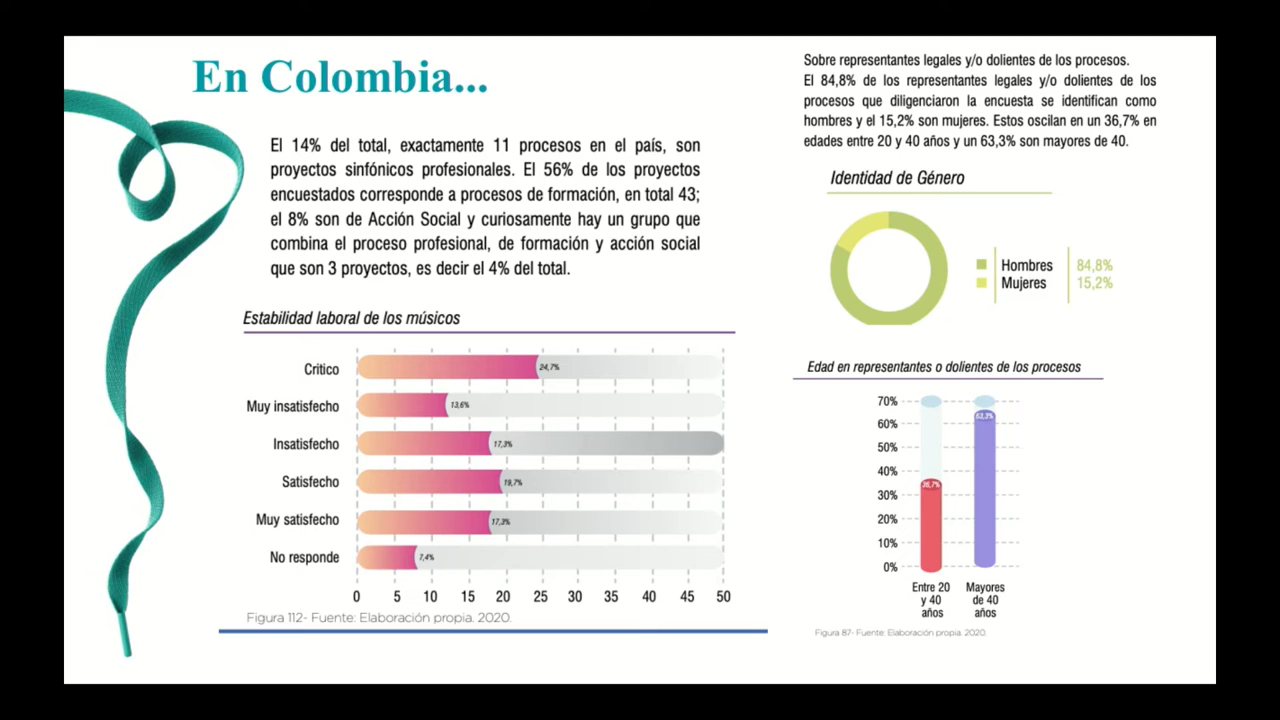 En Colombia...
El 14% del total, exactamente 11 procesos en el país, son
proyectos sinfónicos profesionales. El 56% de los proyectos
encuestados corresponde a procesos de formación, en total 43;
el 8% son de Acción Social y curiosamente hay un grupo que
combina el proceso profesional, de formación y acción social
que son 3 proyectos, es decir el 4% del total.
Estabilidad laboral de los músicos
Critico 24,7%
Muy insatisfecho 13,6%
Insatisfecho 17,3%
Satisfecho 19,7%
Muy satisfecho 17,3%
No responde 7,4%
0 5 10 15 20 25 30 35 40 45 50
Figura 112- Fuente: Elaboración propia. 2020.
Sobre representantes legales y/o dolientes de los procesos.
El 84,8% de los representantes legales y/o dolientes de los
procesos que diligenciaron la encuesta se identifican como
hombres y el 15,2% son mujeres. Estos oscilan en un 36,7% en
edades entre 20 y 40 años y un 63,3% son mayores de 40.
Identidad de Género
Hombres 84,8%
Mujeres 15,2%
Edad en representantes o dolientes de los procesos
70%
60%
50%
40%
30%
20%
10%
0%
36,7%
63,3%
Entre 20
y 40
años
Mayores
de 40
años
Figura 87- Fuente: Elaboración propia. 2020.